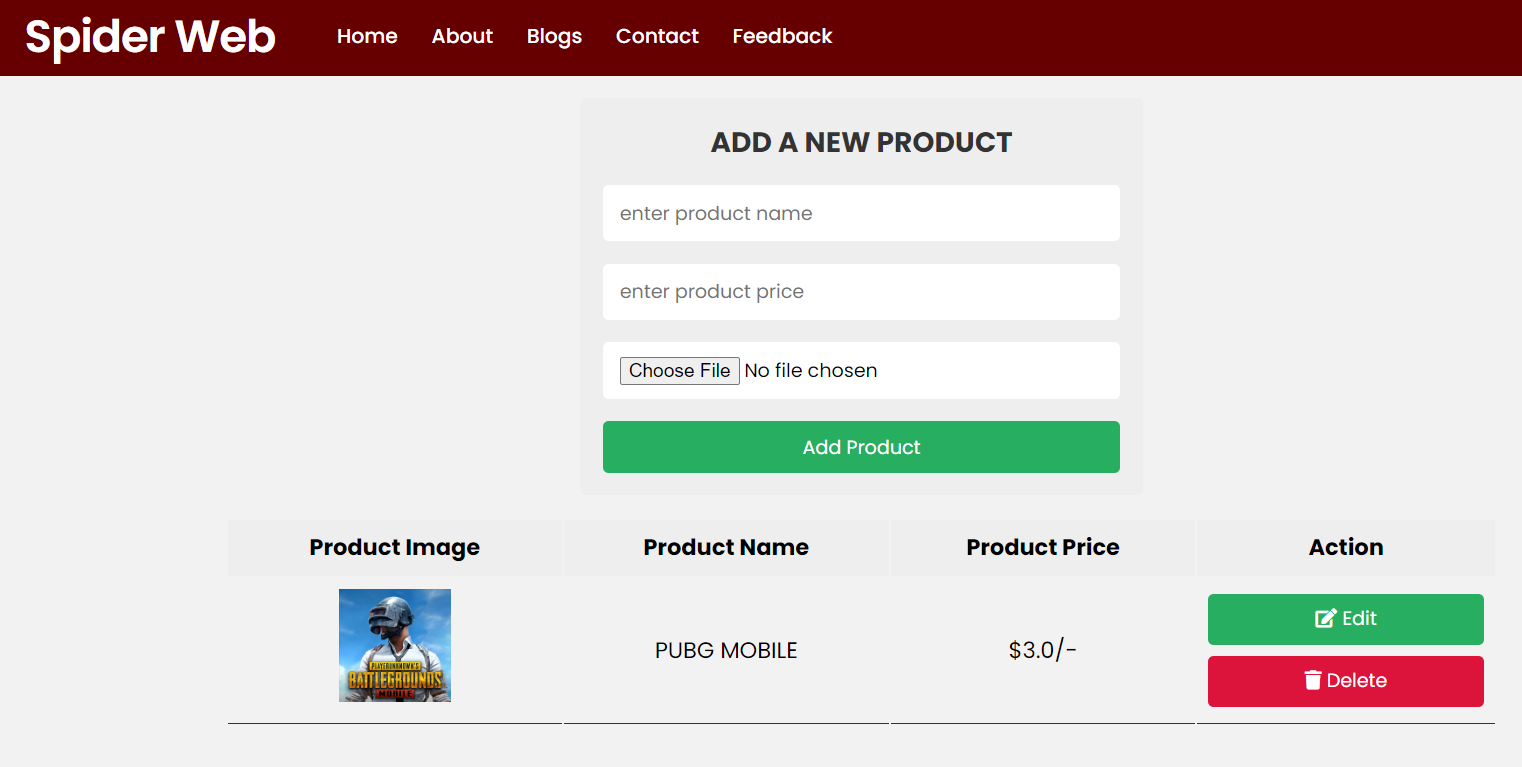 Spider Web Home About Blogs Contact Feedback
ADD A NEW PRODUCT
enter product name
enter product price
Choose File No file chosen
Add Product
Product Image Product Name Product Price Action
PLAYERUNKNOWN'S
BATTLEGROUNDS
MOBILE
PUBG MOBILE $3.0/-
Edit
Delete